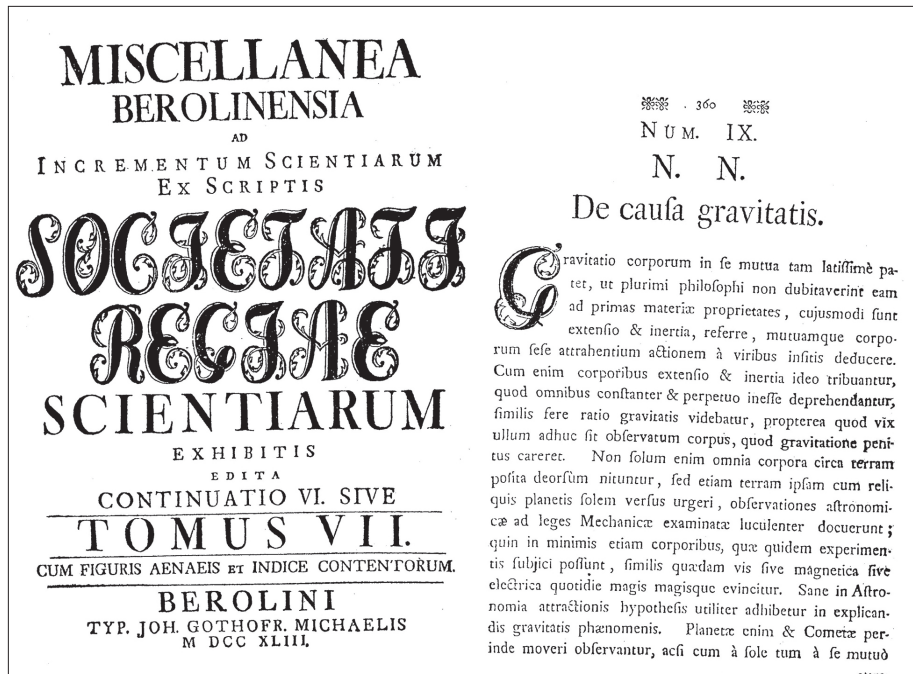 MISCELLANEA
BEROLINENSIA
AD
INCREMENTUM SCIENTIARUM
EX SCRIPTIS
SOCIETATI
REGIAE
SCIENTIARUM
EXHIBITIS
EDITA
CONTINUATIO VI. SIVE
TOMUS VII.
CUM FIGURIS AENAEIS ET INDICE CONTENTORUM.
BEROLINI
TYP. JOH. GOTHOFR. MICHAELIS
M DCC XLIII.
360
NUM. IX.
N. N.
De cauſa gravitatis.
Gravitatio corporum in ſe mutua tam latiſſimè pa-
tet, ut plurimi philoſophi non dubitaverint eam
ad primas materiæ proprietates, cujusmodi ſunt
extenſio & inertia, referre, mutuamque corpo-
rum ſeſe attrahentium actionem à viribus inſitis deducere.
Cum enim corporibus extenſio & inertia ideo tribuantur,
quod omnibus conſtanter & perpetuo ineſſe deprehendantur,
ſimilis fere ratio gravitatis videbatur, propterea quod vix
ullum adhuc ſit obſervatum corpus, quod gravitatione peni-
tus careret. Non ſolum enim omnia corpora circa terram
poſita deorſùm nituntur, ſed etiam terram ipſam cum reli-
quis planetis ſolem verſus urgeri, obſervationes aſtronomi-
cæ ad leges Mechanicæ examinatæ luculenter docuerunt;
quin in minimis etiam corporibus, quæ quidem experimen-
tis ſubjici poſſunt, ſimilis quædam vis ſive magnetica ſive
electrica quotidie magis magisque evincitur. Sane in Aſtro-
nomia attractionis hypotheſis utiliter adhibetur in explican-
dis gravitatis phænomenis. Planetæ enim & Cometæ per-
inde moveri obſervantur, acſi cum à ſole tum à ſe mutuò